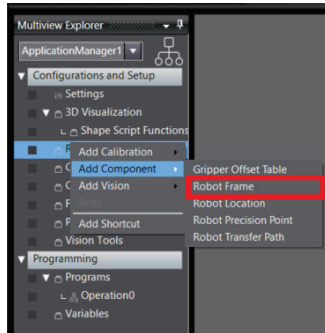 Multiview Explorer
ApplicationManager1
Configurations and Setup
Settings
3D Visualization
Shape Script Functions
R
Add Calibration
Add Component
Gripper Offset Table
C
Add Vision
Robot Frame
F
Paste
Robot Location
P
Add Shortcut
Robot Precision Point
Vision Tools
Robot Transfer Path
Programming
Programs
Operation0
Variables